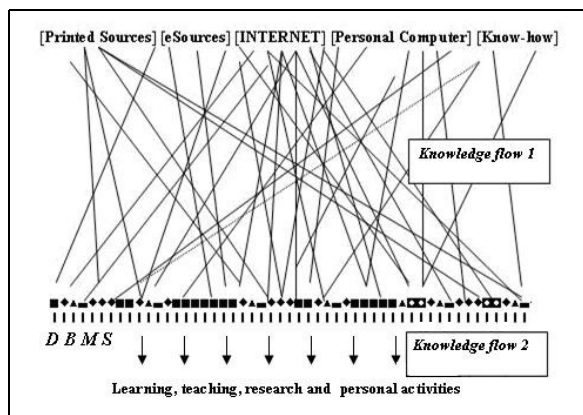 [Printed Sources] [eSources] [INTERNET] [Personal Computer] [Know-how]
Knowledge flow 1
D B M S
Knowledge flow 2
Learning, teaching, research and personal activities